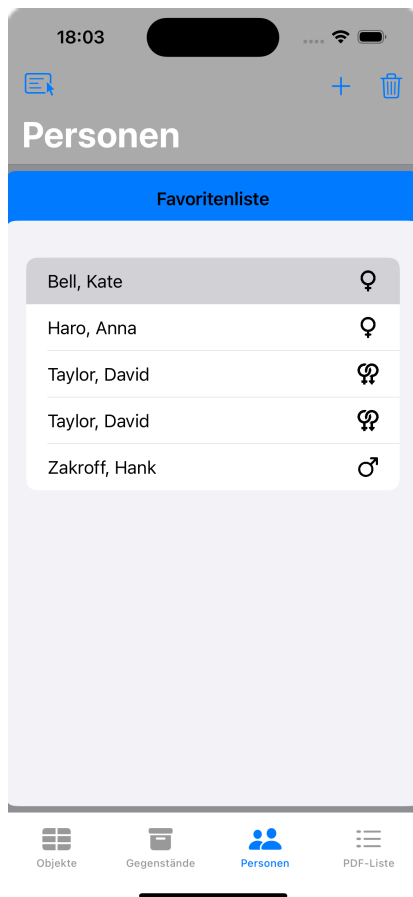 18:03
Personen
Favoritenliste
Bell, Kate
Haro, Anna
Taylor, David
Taylor, David
Zakroff, Hank
Objekte
Gegenstände
Personen
PDF-Liste